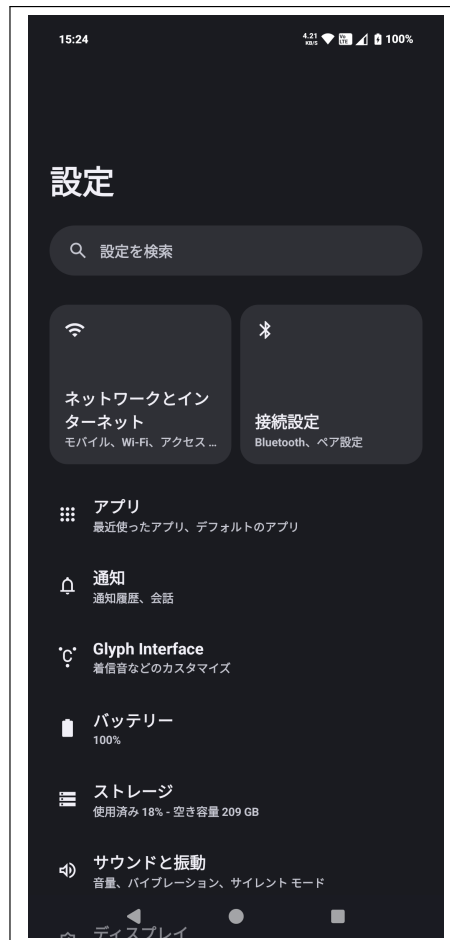 15:24
4.21 KB/S Vo LTE 100%
設定
設定を検索
ネットワークとイン
ターネット
モバイル、Wi-Fi、アクセス ...
接続設定
Bluetooth、ペア設定
アプリ
最近使ったアプリ、デフォルトのアプリ
通知
通知履歴、会話
Glyph Interface
着信音などのカスタマイズ
バッテリー
100%
ストレージ
使用済み 18% - 空き容量 209 GB
サウンドと振動
音量、バイブレーション、サイレント モード
ディスプレイ